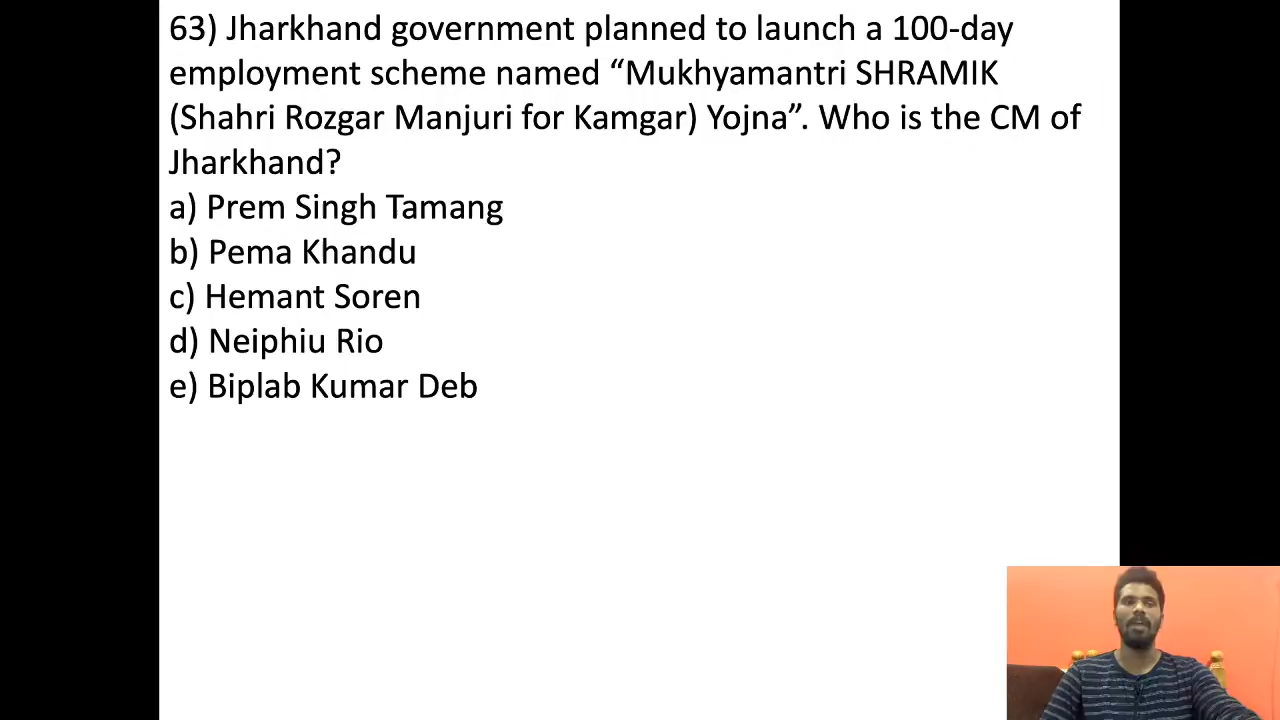 63) Jharkhand government planned to launch a 100-day
employment scheme named “Mukhyamantri SHRAMIK
(Shahri Rozgar Manjuri for Kamgar) Yojna”. Who is the CM of
Jharkhand?
a) Prem Singh Tamang
b) Pema Khandu
c) Hemant Soren
d) Neiphiu Rio
e) Biplab Kumar Deb